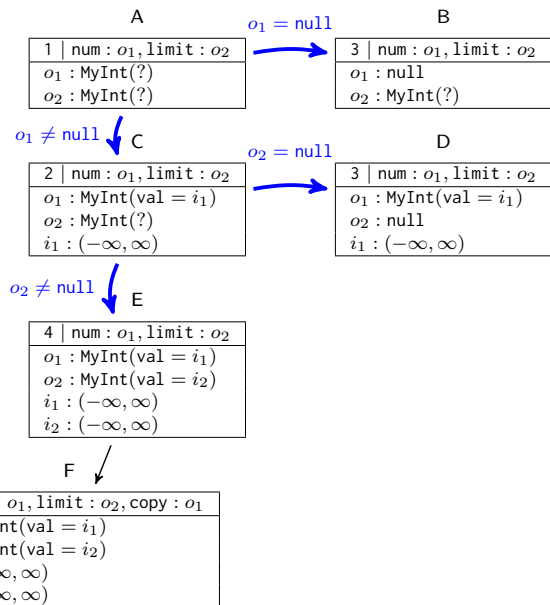 A
1 | num : o₁, limit : o₂
o₁ : MyInt(?)
o₂ : MyInt(?)
o₁ = null
B
3 | num : o₁, limit : o₂
o₁ : null
o₂ : MyInt(?)
o₁ ≠ null
C
2 | num : o₁, limit : o₂
o₁ : MyInt(val = i₁)
o₂ : MyInt(?)
i₁ : (−∞, ∞)
o₂ = null
D
3 | num : o₁, limit : o₂
o₁ : MyInt(val = i₁)
o₂ : null
i₁ : (−∞, ∞)
o₂ ≠ null
E
4 | num : o₁, limit : o₂
o₁ : MyInt(val = i₁)
o₂ : MyInt(val = i₂)
i₁ : (−∞, ∞)
i₂ : (−∞, ∞)
F
o₁, limit : o₂, copy : o₁
nt(val = i₁)
nt(val = i₂)
∞, ∞)
∞, ∞)